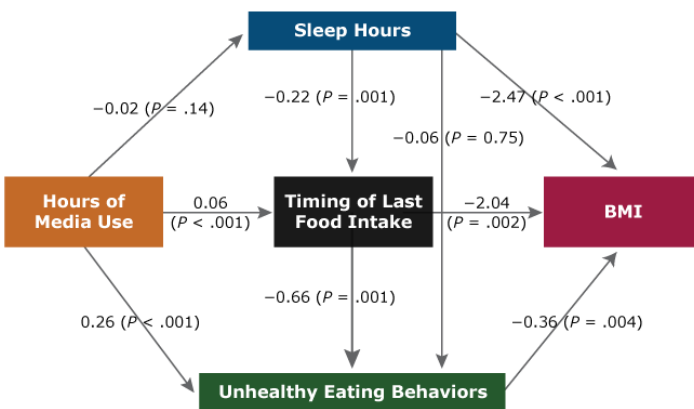 Sleep Hours
−0.02 (P = .14)
−0.22 (P = .001)
−2.47 (P < .001)
−0.06 (P = 0.75)
Hours of
Media Use
0.06
(P < .001)
Timing of Last
Food Intake
−2.04
(P = .002)
BMI
0.26 (P < .001)
−0.66 (P = .001)
−0.36 (P = .004)
Unhealthy Eating Behaviors